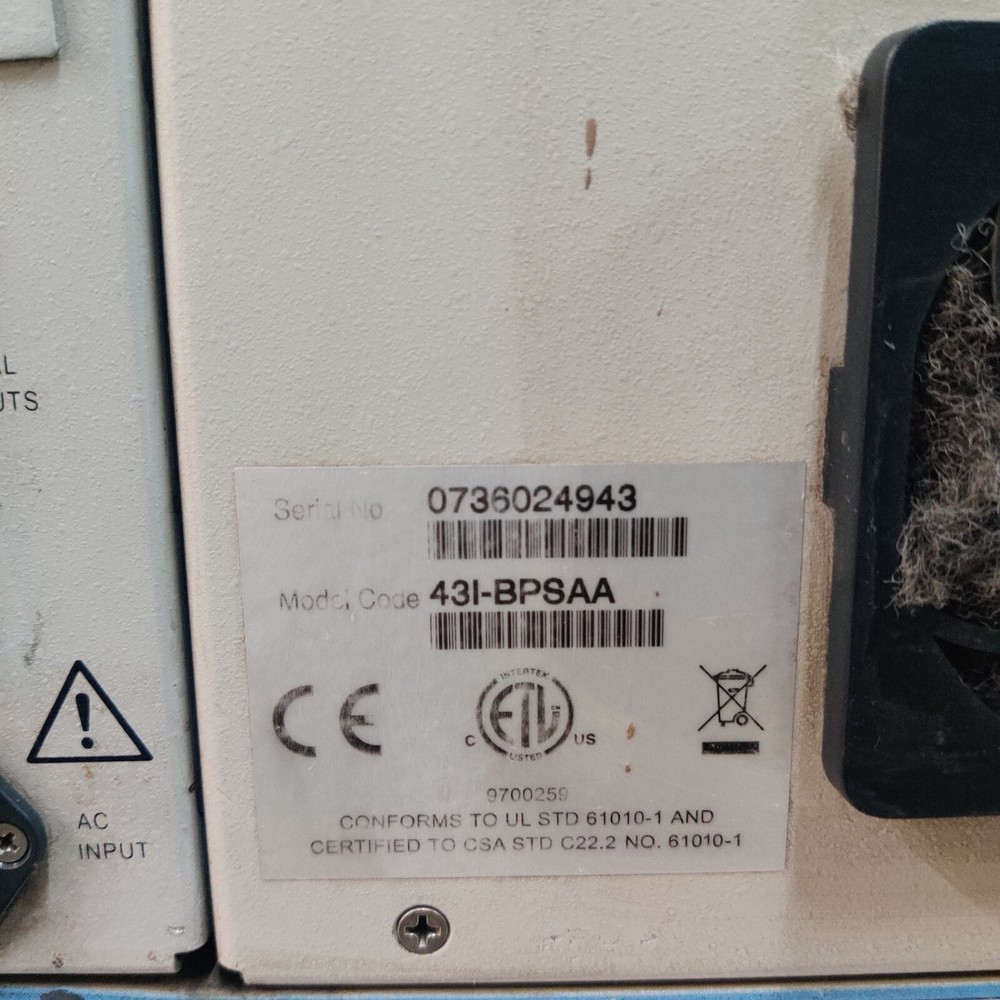 UTS
Serial No. 0736024943
Model Code 43I-BPSAA
CE
INTERTEK
ETL
C US
LISTED
9700259
CONFORMS TO UL STD 61010-1 AND
CERTIFIED TO CSA STD C22.2 NO. 61010-1
!
AC
INPUT